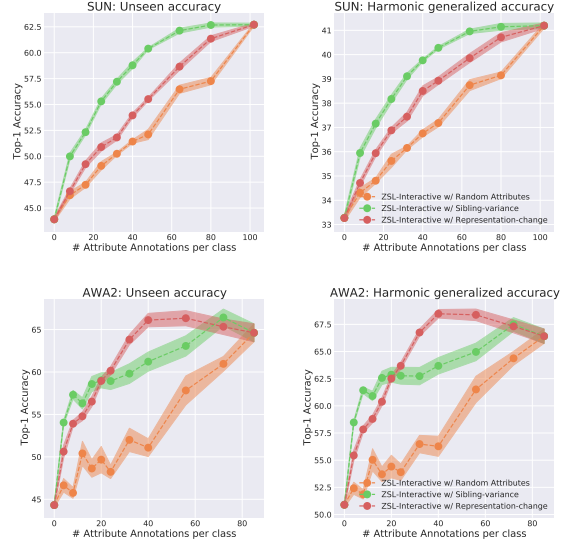 SUN: Unseen accuracy
Top-1 Accuracy
62.5
60.0
57.5
55.0
52.5
50.0
47.5
45.0
0 20 40 60 80 100
# Attribute Annotations per class
SUN: Harmonic generalized accuracy
Top-1 Accuracy
41
40
39
38
37
36
35
34
33
ZSL-Interactive w/ Random Attributes
ZSL-Interactive w/ Sibling-variance
ZSL-Interactive w/ Representation-change
0 20 40 60 80 100
# Attribute Annotations per class
AWA2: Unseen accuracy
Top-1 Accuracy
65
60
55
50
45
0 20 40 60 80
# Attribute Annotations per class
AWA2: Harmonic generalized accuracy
Top-1 Accuracy
67.5
65.0
62.5
60.0
57.5
55.0
52.5
50.0
ZSL-Interactive w/ Random Attributes
ZSL-Interactive w/ Sibling-variance
ZSL-Interactive w/ Representation-change
0 20 40 60 80
# Attribute Annotations per class